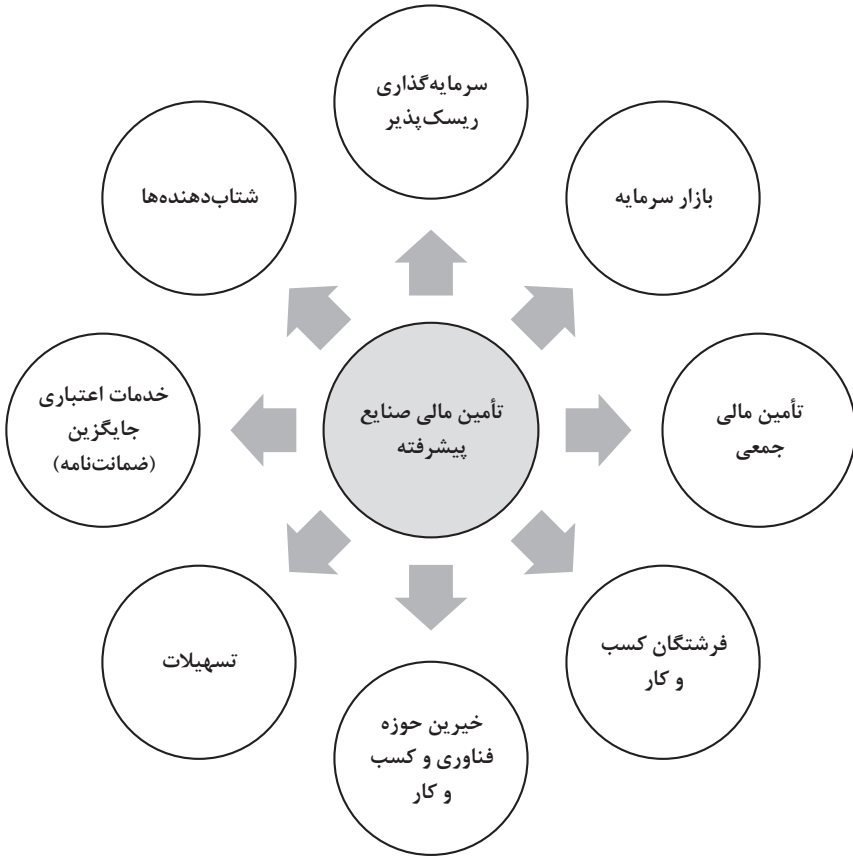 سرمایه‌گذاری
ریسک‌پذیر
شتاب‌دهنده‌ها
بازار سرمایه
خدمات اعتباری
جایگزین
(ضمانت‌نامه)
تأمین مالی صنایع
پیشرفته
تأمین مالی
جمعی
تسهیلات
فرشتگان کسب
و کار
خیرین حوزه
فناوری و کسب
و کار